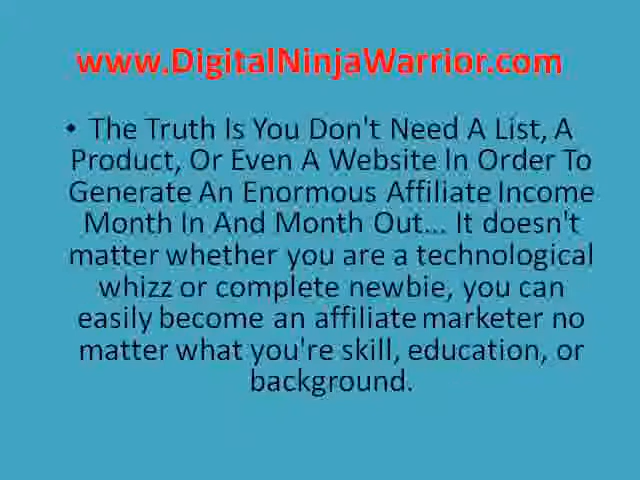 www.DigitalNinjaWarrior.com
• The Truth Is You Don't Need A List, A
Product, Or Even A Website In Order To
Generate An Enormous Affiliate Income
Month In And Month Out... It doesn't
matter whether you are a technological
whizz or complete newbie, you can
easily become an affiliate marketer no
matter what you're skill, education, or
background.